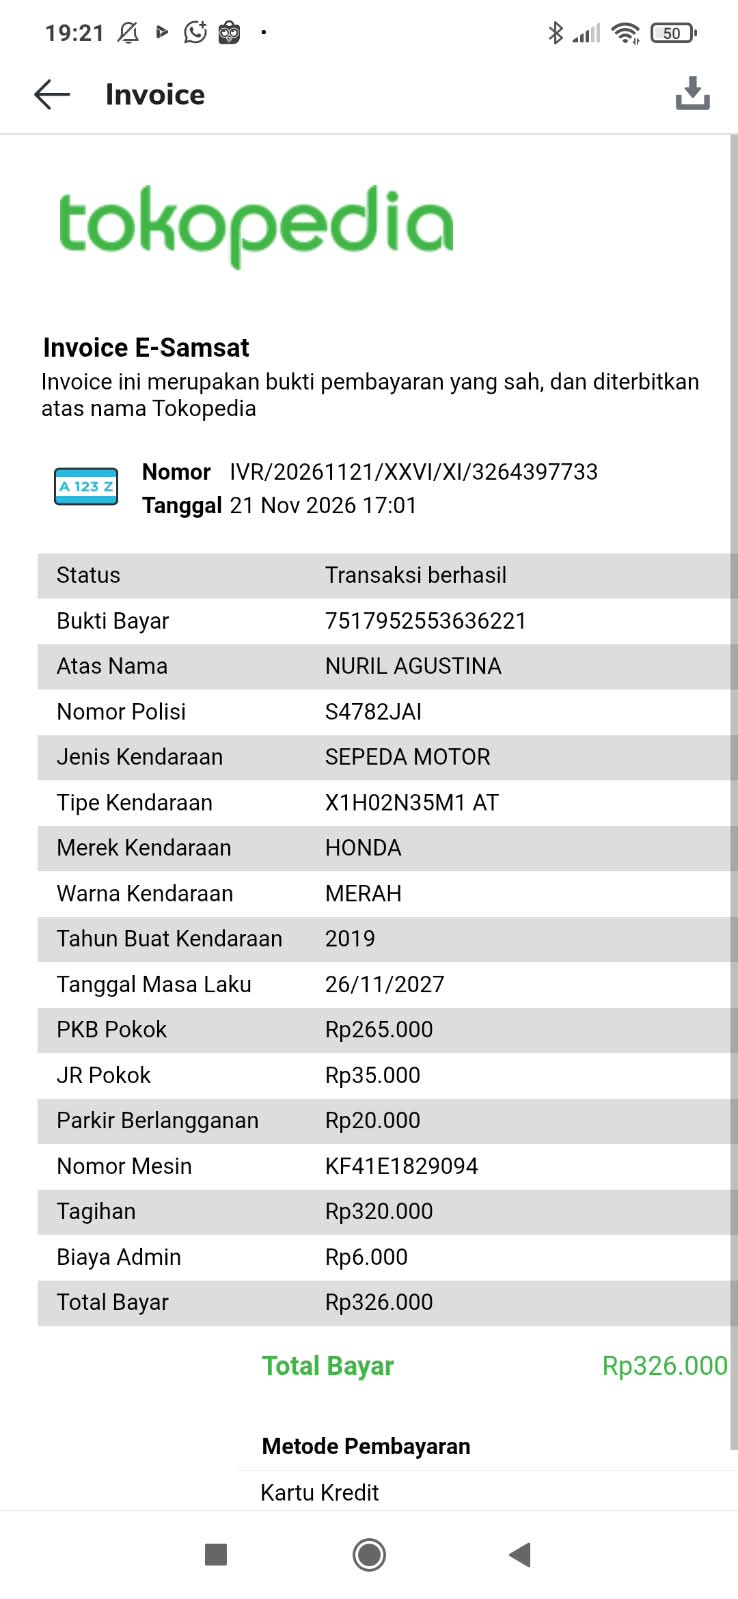 19:21
50
Invoice
tokopedia
Invoice E-Samsat
Invoice ini merupakan bukti pembayaran yang sah, dan diterbitkan
atas nama Tokopedia
A 123 Z
Nomor IVR/20261121/XXVI/XI/3264397733
Tanggal 21 Nov 2026 17:01
Status Transaksi berhasil
Bukti Bayar 7517952553636221
Atas Nama NURIL AGUSTINA
Nomor Polisi S4782JAI
Jenis Kendaraan SEPEDA MOTOR
Tipe Kendaraan X1H02N35M1 AT
Merek Kendaraan HONDA
Warna Kendaraan MERAH
Tahun Buat Kendaraan 2019
Tanggal Masa Laku 26/11/2027
PKB Pokok Rp265.000
JR Pokok Rp35.000
Parkir Berlangganan Rp20.000
Nomor Mesin KF41E1829094
Tagihan Rp320.000
Biaya Admin Rp6.000
Total Bayar Rp326.000
Total Bayar Rp326.000
Metode Pembayaran
Kartu Kredit